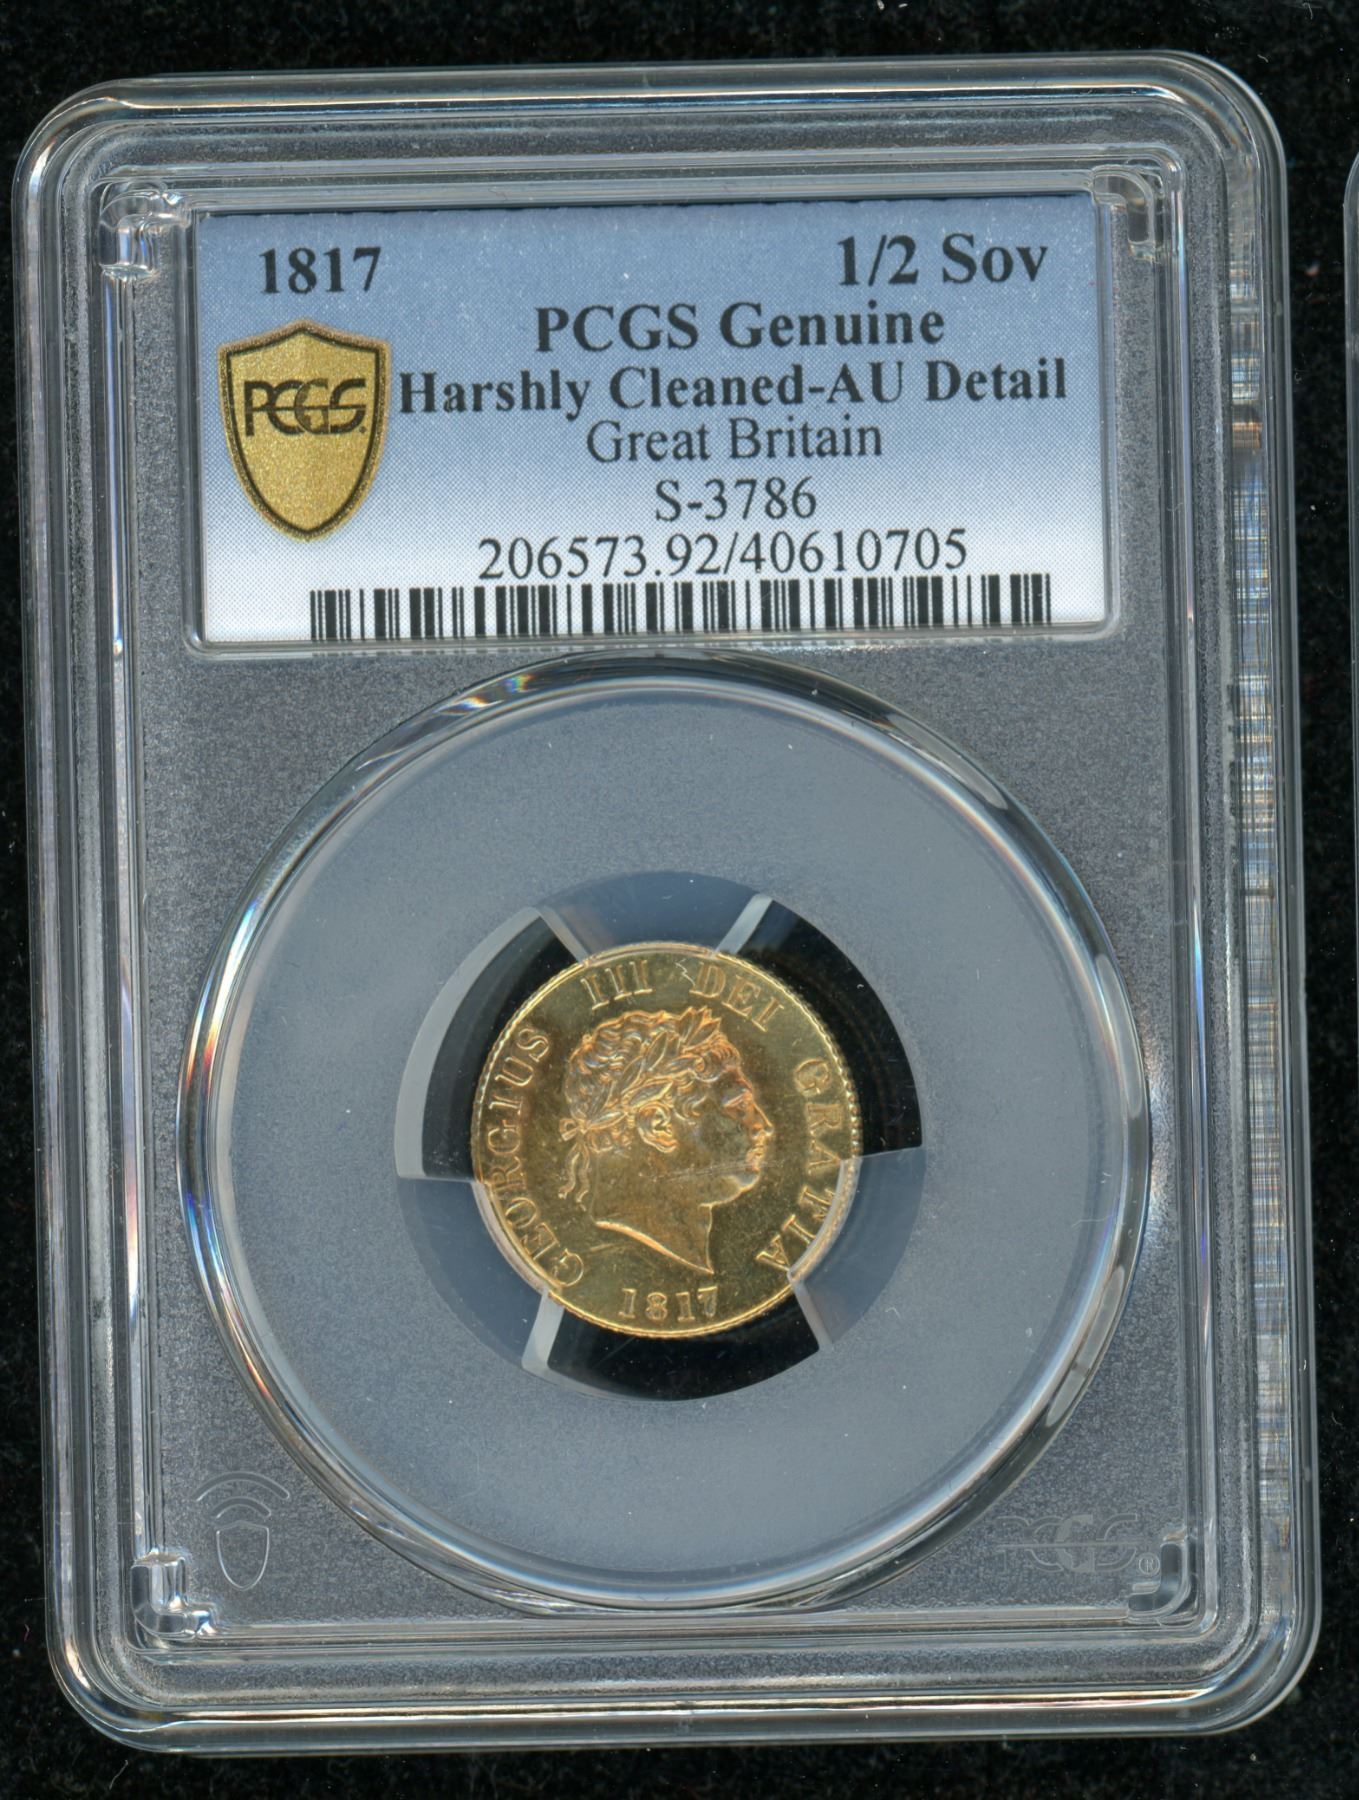 1817 1/2 Sov
PCGS Genuine
Harshly Cleaned-AU Detail
Great Britain
S-3786
206573.92/40610705
PCGS.
GEORGIUS III DEI GRATIA
1817
PCGS®